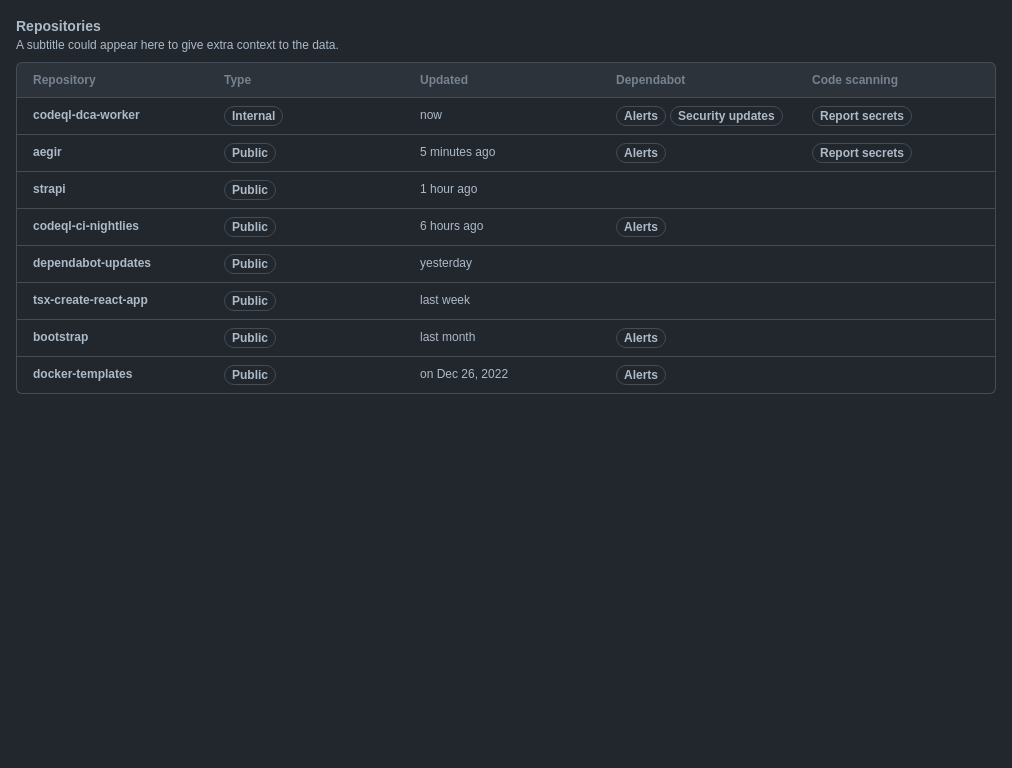 Repositories
A subtitle could appear here to give extra context to the data.
Repository Type Updated Dependabot Code scanning
codeql-dca-worker Internal now Alerts Security updates Report secrets
aegir Public 5 minutes ago Alerts Report secrets
strapi Public 1 hour ago
codeql-ci-nightlies Public 6 hours ago Alerts
dependabot-updates Public yesterday
tsx-create-react-app Public last week
bootstrap Public last month Alerts
docker-templates Public on Dec 26, 2022 Alerts